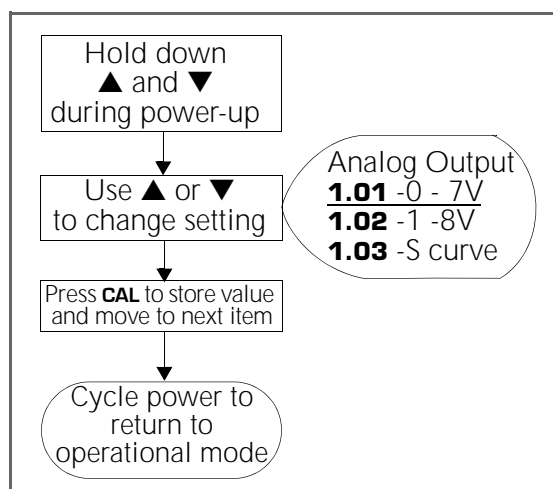 Hold down
▲ and ▼
during power-up
Use ▲ or ▼
to change setting
Analog Output
1.01 -0 - 7V
1.02 -1 -8V
1.03 -S curve
Press CAL to store value
and move to next item
Cycle power to
return to
operational mode